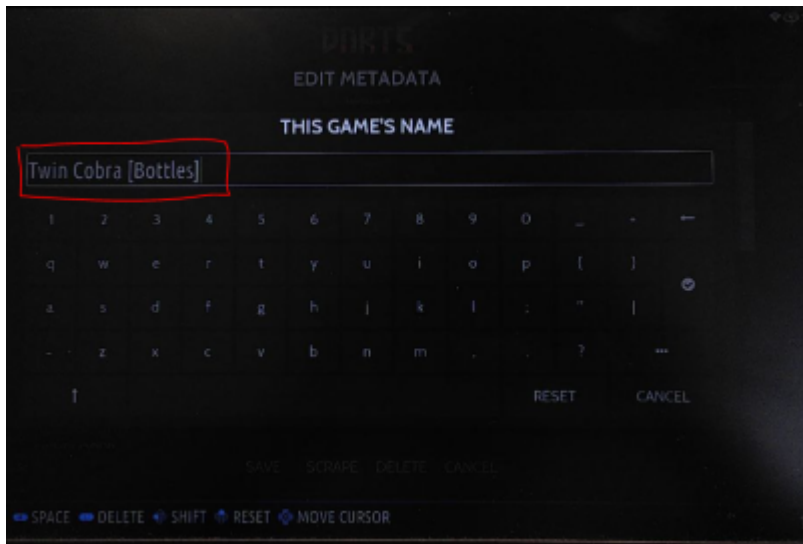 PORTS
EDIT METADATA
THIS GAME'S NAME
Twin Cobra [Bottles]
1 2 3 4 5 6 7 8 9 0 _ +
q w e r t y u i o p { }
a s d f g h j k l : " |
- z x c v b n m . . ? •••
RESET CANCEL
SAVE SCRAPE DELETE CANCEL
SPACE DELETE SHIFT RESET MOVE CURSOR